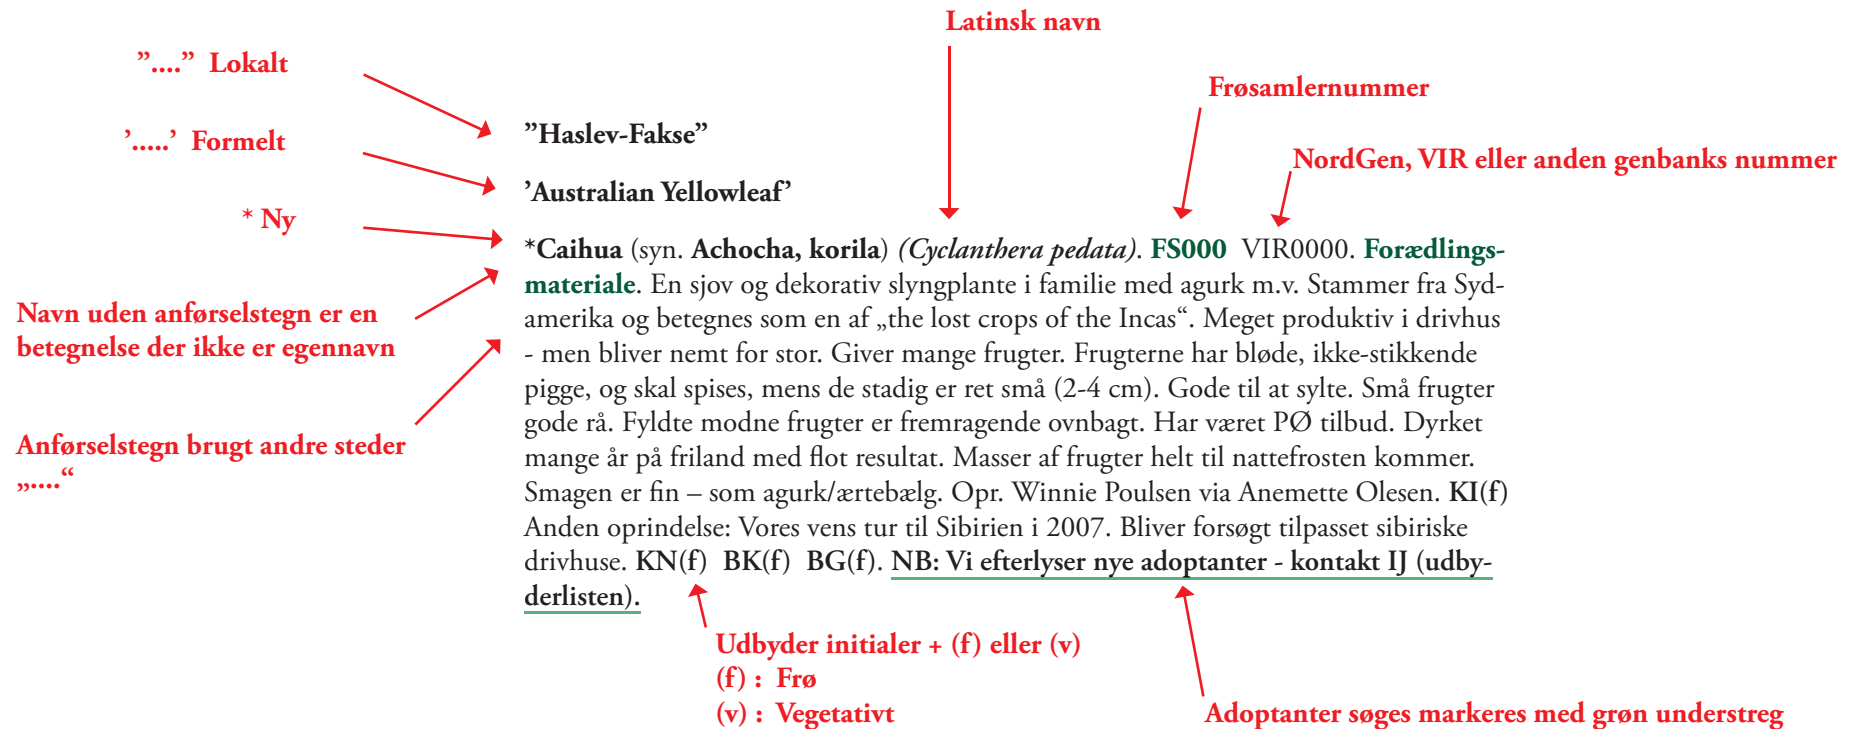 Latinsk navn
”....” Lokalt
Frøsamlernummer
’.....’ Formelt
”Haslev-Fakse”
NordGen, VIR eller anden genbanks nummer
’Australian Yellowleaf’
* Ny
*Caihua (syn. Achocha, korila) (Cyclanthera pedata). FS000 VIR0000. Forædlings-
materiale. En sjov og dekorativ slyngplante i familie med agurk m.v. Stammer fra Syd-
amerika og betegnes som en af „the lost crops of the Incas“. Meget produktiv i drivhus
- men bliver nemt for stor. Giver mange frugter. Frugterne har bløde, ikke-stikkende
pigge, og skal spises, mens de stadig er ret små (2-4 cm). Gode til at sylte. Små frugter
gode rå. Fyldte modne frugter er fremragende ovnbagt. Har været PØ tilbud. Dyrket
mange år på friland med flot resultat. Masser af frugter helt til nattefrosten kommer.
Smagen er fin – som agurk/ærtebælg. Opr. Winnie Poulsen via Anemette Olesen. KI(f)
Anden oprindelse: Vores vens tur til Sibirien i 2007. Bliver forsøgt tilpasset sibiriske
drivhuse. KN(f) BK(f) BG(f). NB: Vi efterlyser nye adoptanter - kontakt IJ (udby-
derlisten).
Navn uden anførselstegn er en
betegnelse der ikke er egennavn
Anførselstegn brugt andre steder
„....“
Udbyder initialer + (f) eller (v)
(f) : Frø
(v) : Vegetativt
Adoptanter søges markeres med grøn understreg